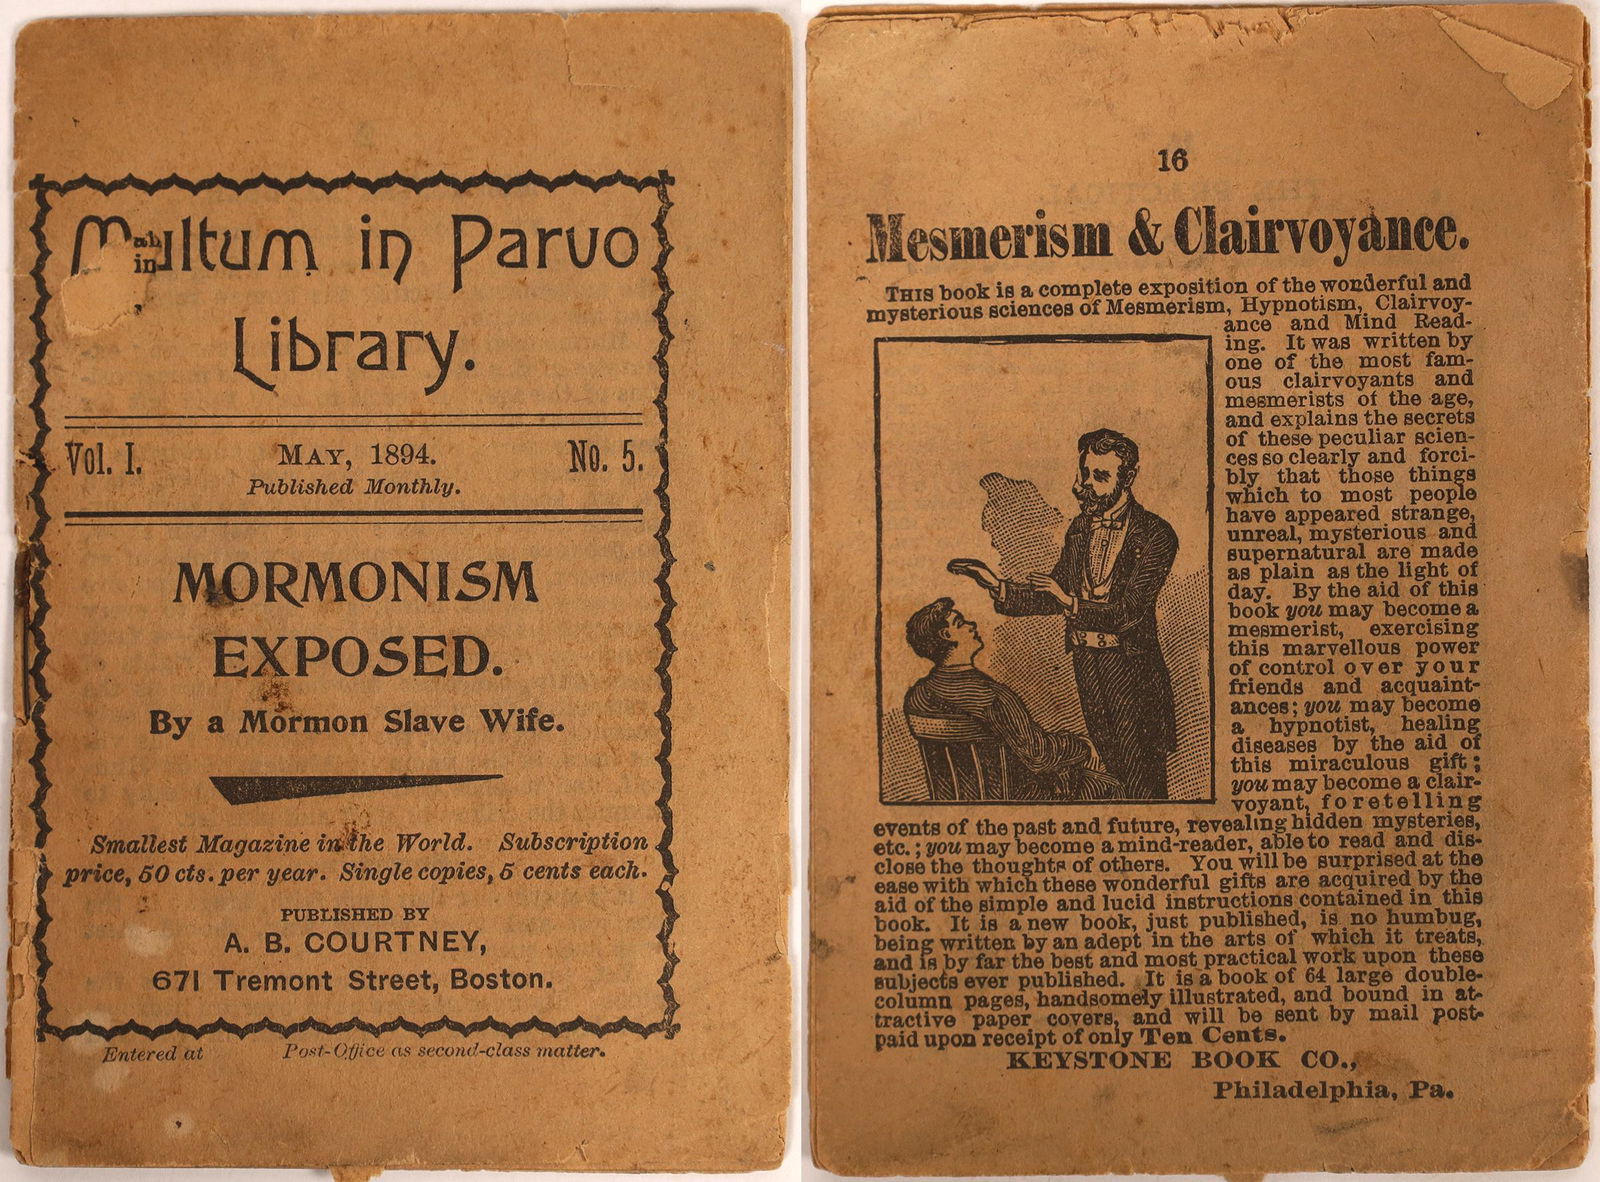 Multum in Parvo
ab
in
Library.
Vol. I. May, 1894. No. 5.
Published Monthly.
MORMONISM
EXPOSED.
By a Mormon Slave Wife.
Smallest Magazine in the World. Subscription
price, 50 cts. per year. Single copies, 5 cents each.
PUBLISHED BY
A. B. COURTNEY,
671 Tremont Street, Boston.
Entered at Post-Office as second-class matter.
16
Mesmerism & Clairvoyance.
THIS book is a complete exposition of the wonderful and
mysterious sciences of Mesmerism, Hypnotism, Clairvoy-
ance and Mind Read-
ing. It was written by
one of the most fam-
ous clairvoyants and
mesmerists of the age,
and explains the secrets
of these peculiar scien-
ces so clearly and forci-
bly that those things
which to most people
have appeared strange,
unreal, mysterious and
supernatural are made
as plain as the light of
day. By the aid of this
book you may become a
mesmerist, exercising
this marvellous power
of control over your
friends and acquaint-
ances; you may become
a hypnotist, healing
diseases by the aid of
this miraculous gift;
you may become a clair-
voyant, foretelling
events of the past and future, revealing hidden mysteries,
etc.; you may become a mind-reader, able to read and dis-
close the thoughts of others. You will be surprised at the
ease with which these wonderful gifts are acquired by the
aid of the simple and lucid instructions contained in this
book. It is a new book, just published, is no humbug,
being written by an adept in the arts of which it treats,
and is by far the best and most practical work upon these
subjects ever published. It is a book of 64 large double-
column pages, handsomely illustrated, and bound in at-
tractive paper covers, and will be sent by mail post-
paid upon receipt of only Ten Cents.
KEYSTONE BOOK CO.,
Philadelphia, Pa.